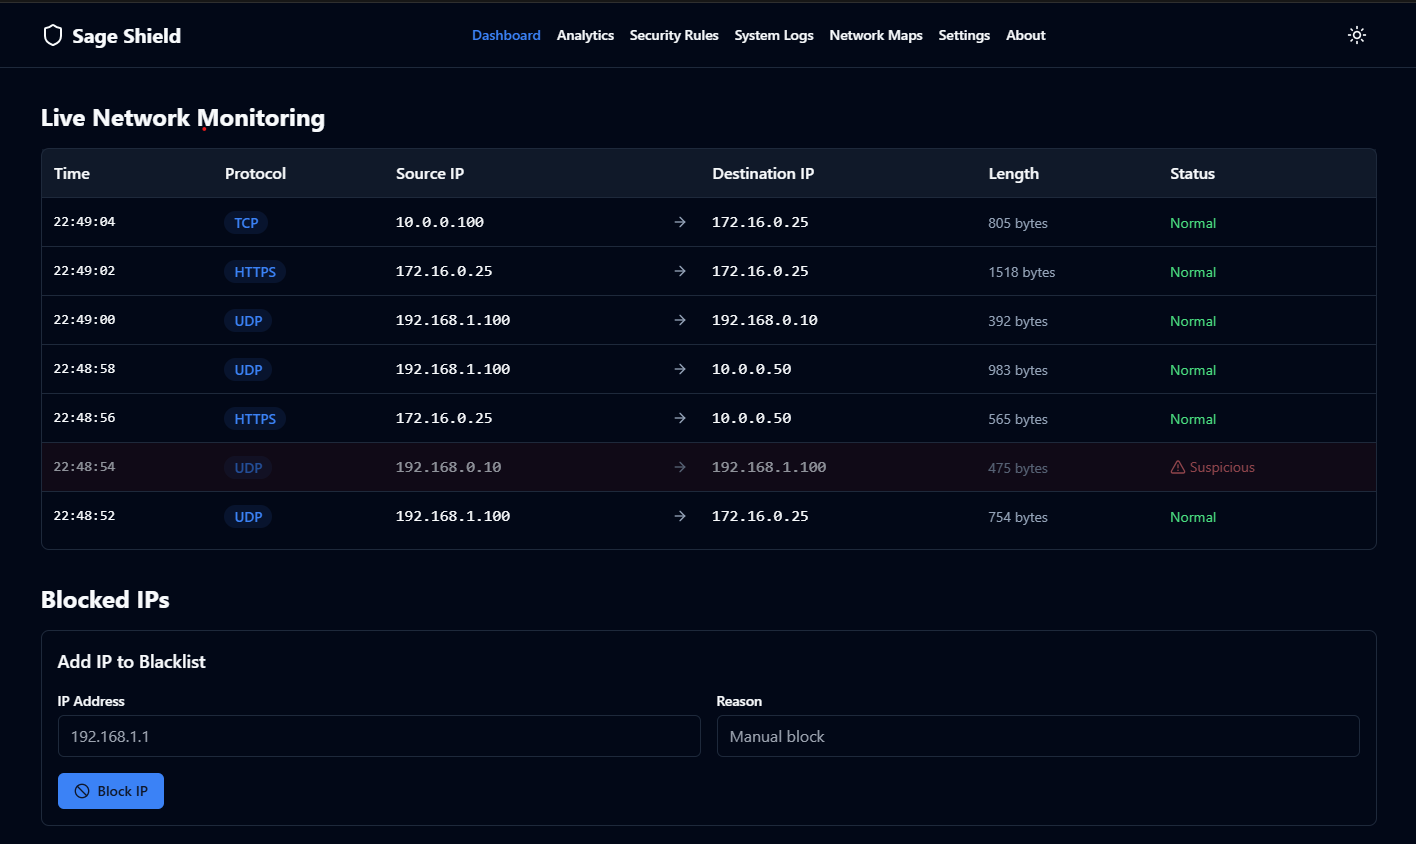 Sage Shield Dashboard Analytics Security Rules System Logs Network Maps Settings About
Live Network Monitoring
Time Protocol Source IP Destination IP Length Status
22:49:04 TCP 10.0.0.100 → 172.16.0.25 805 bytes Normal
22:49:02 HTTPS 172.16.0.25 → 172.16.0.25 1518 bytes Normal
22:49:00 UDP 192.168.1.100 → 192.168.0.10 392 bytes Normal
22:48:58 UDP 192.168.1.100 → 10.0.0.50 983 bytes Normal
22:48:56 HTTPS 172.16.0.25 → 10.0.0.50 565 bytes Normal
22:48:54 UDP 192.168.0.10 → 192.168.1.100 475 bytes Suspicious
22:48:52 UDP 192.168.1.100 → 172.16.0.25 754 bytes Normal
Blocked IPs
Add IP to Blacklist
IP Address Reason
192.168.1.1 Manual block
Block IP